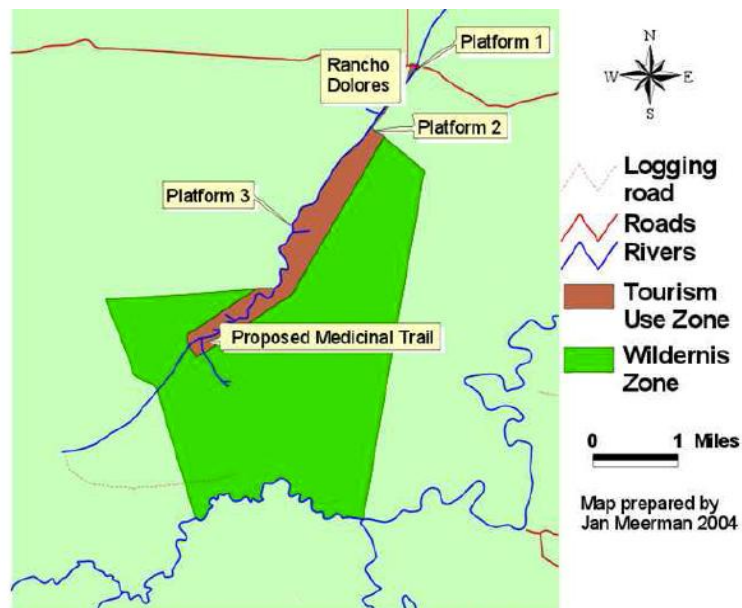 Platform 1
Rancho
Dolores
Platform 2
Platform 3
Proposed Medicinal Trail
N
W E
S
Logging
road
Roads
Rivers
Tourism
Use Zone
Wildernis
Zone
0 1 Miles
Map prepared by
Jan Meerman 2004